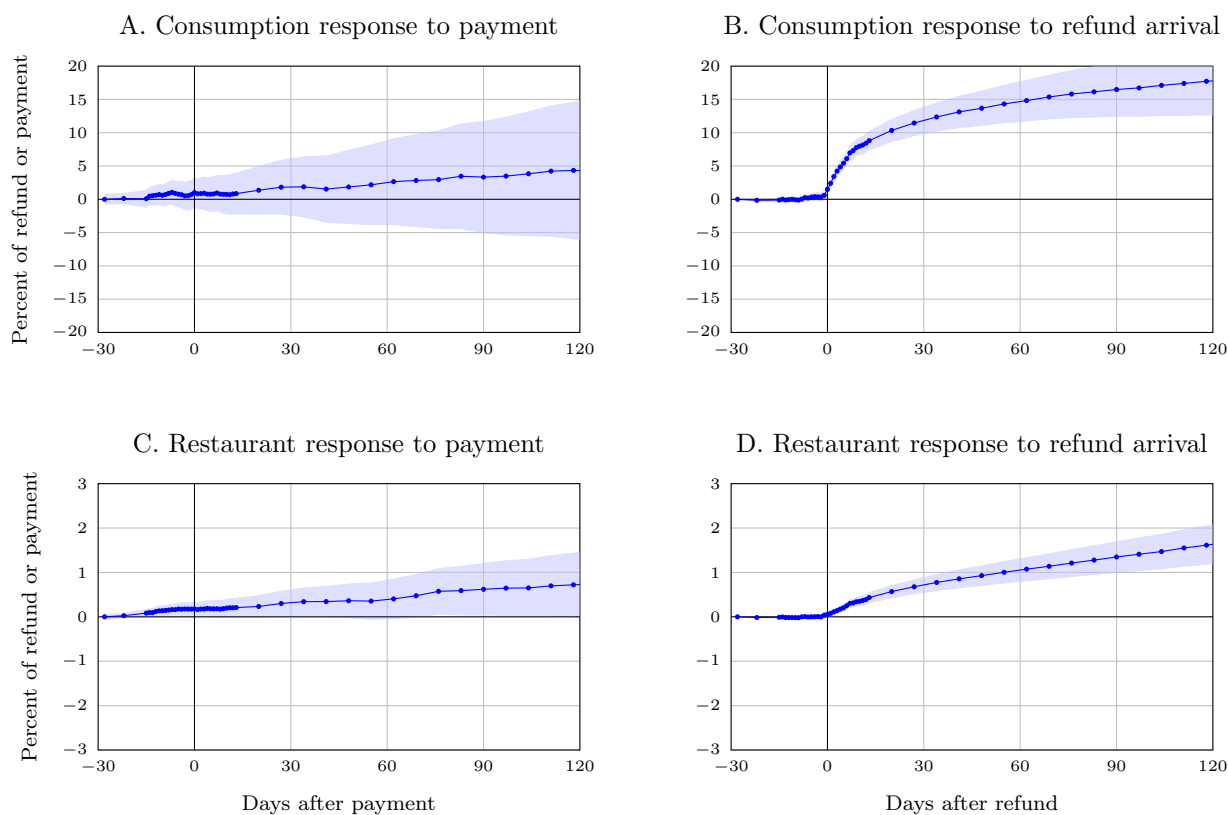 A. Consumption response to payment
Percent of refund or payment
20
15
10
5
0
−5
−10
−15
−20
−30 0 30 60 90 120
B. Consumption response to refund arrival
20
15
10
5
0
−5
−10
−15
−20
−30 0 30 60 90 120
C. Restaurant response to payment
Percent of refund or payment
3
2
1
0
−1
−2
−3
−30 0 30 60 90 120
Days after payment
D. Restaurant response to refund arrival
3
2
1
0
−1
−2
−3
−30 0 30 60 90 120
Days after refund